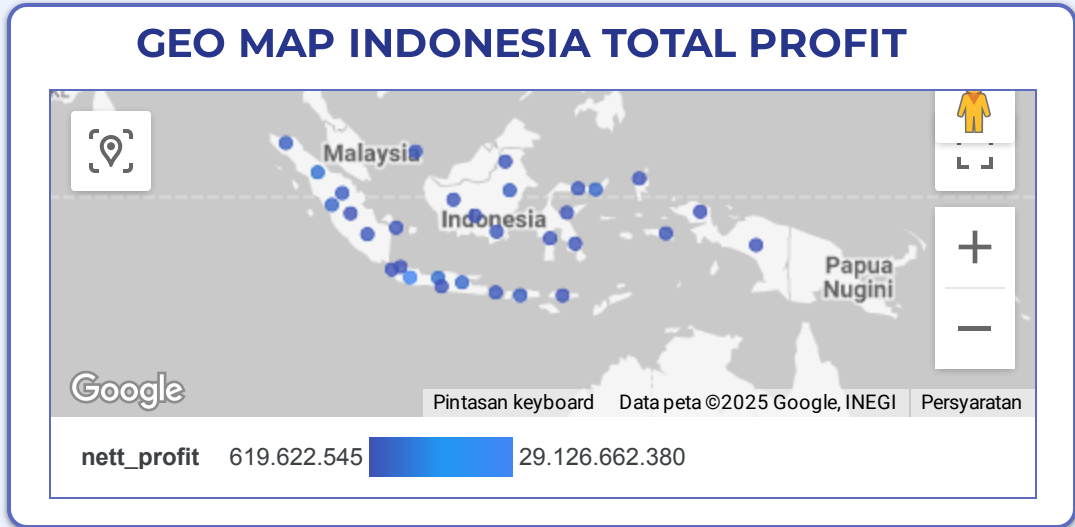 GEO MAP INDONESIA TOTAL PROFIT
Malaysia
Indonesia
Papua
Nugini
Google
Pintasan keyboard
Data peta ©2025 Google, INEGI
Persyaratan
nett_profit 619.622.545 29.126.662.380